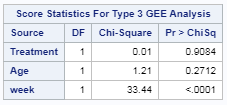 Score Statistics For Type 3 GEE Analysis
Source DF Chi-Square Pr > ChiSq
Treatment 1 0.01 0.9084
Age 1 1.21 0.2712
week 1 33.44 <.0001